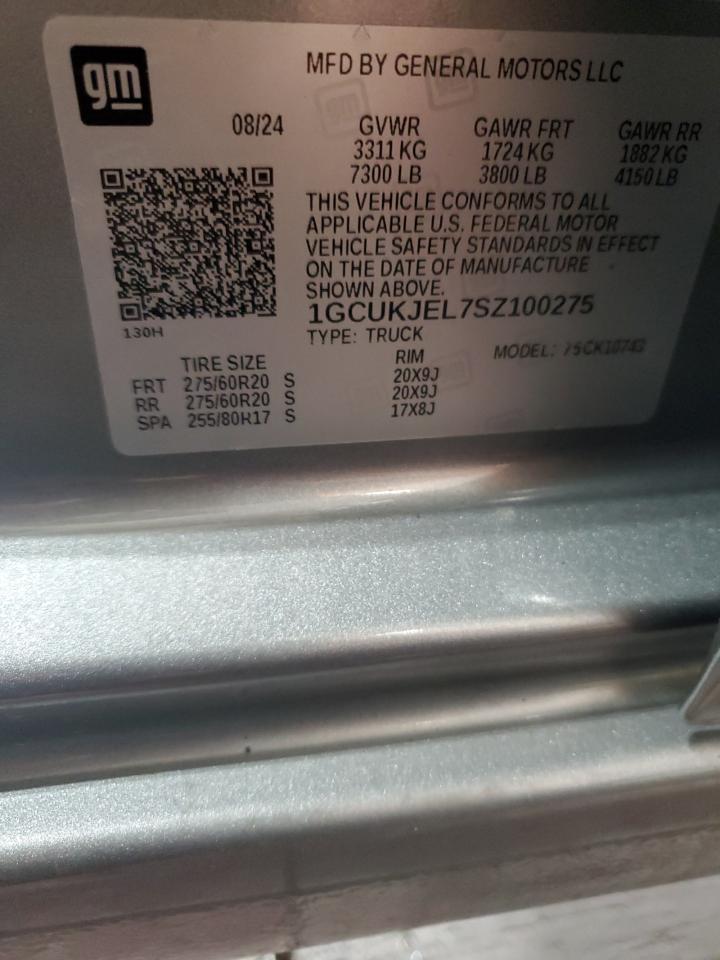 gm
MFD BY GENERAL MOTORS LLC
08/24 GVWR GAWR FRT GAWR RR
3311 KG 1724 KG 1882 KG
7300 LB 3800 LB 4150 LB
THIS VEHICLE CONFORMS TO ALL
APPLICABLE U.S. FEDERAL MOTOR
VEHICLE SAFETY STANDARDS IN EFFECT
ON THE DATE OF MANUFACTURE
SHOWN ABOVE.
1GCUKJEL7SZ100275
130H
TYPE: TRUCK
TIRE SIZE RIM MODEL:
FRT 275/60R20 S 20X9J
RR 275/60R20 S 20X9J
SPA 255/80R17 S 17X8J